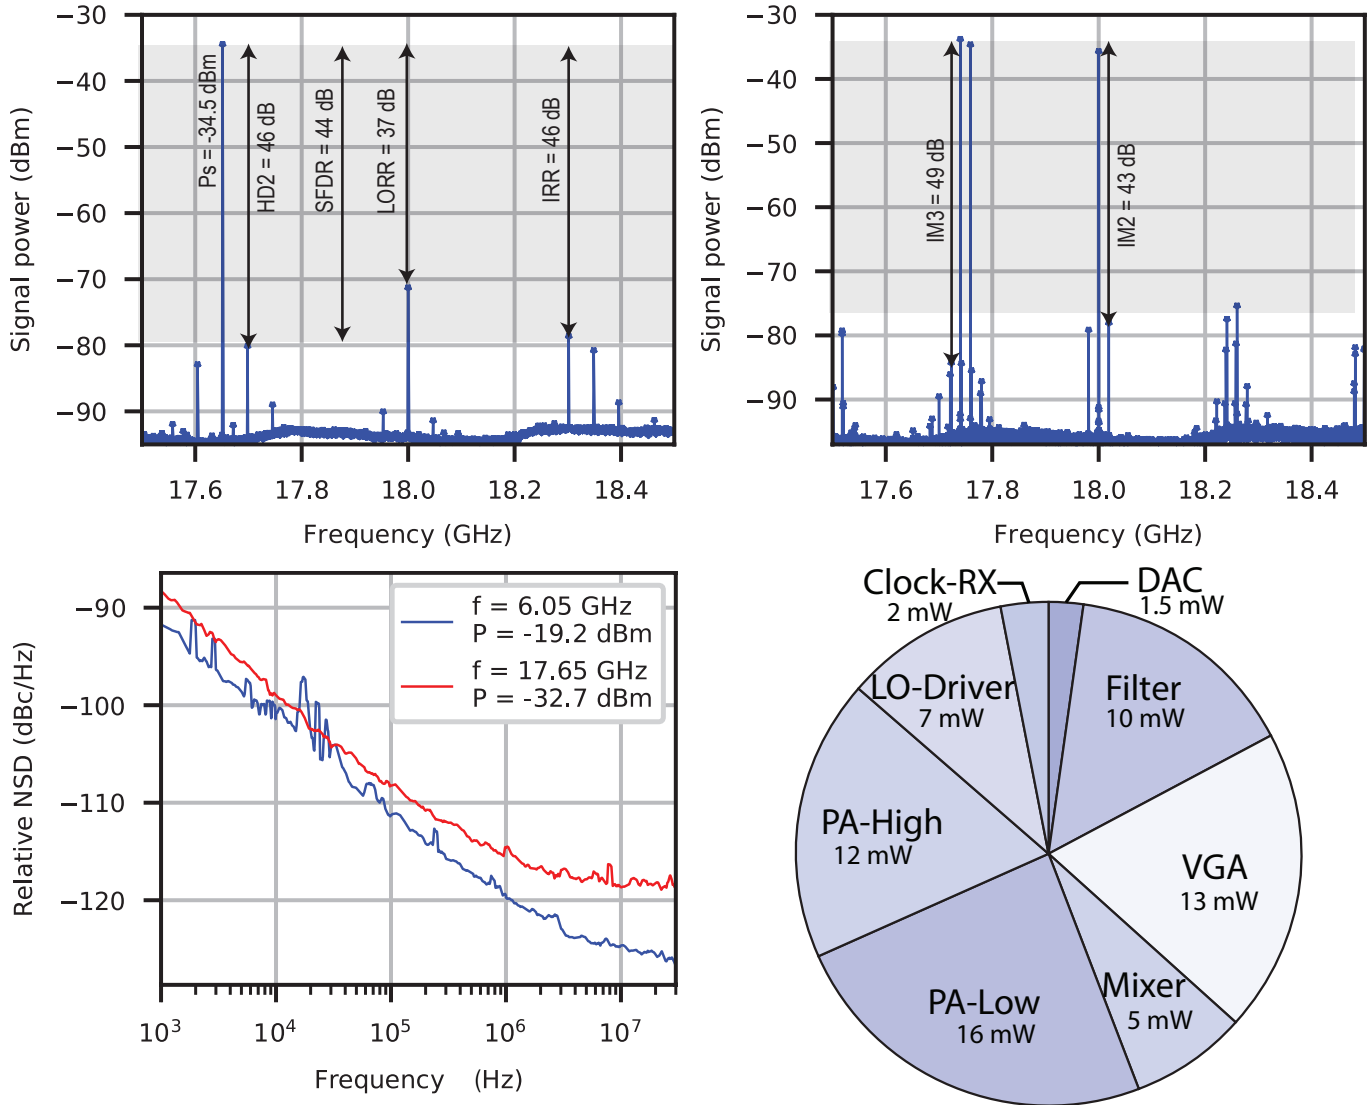 −30
−40
−50
−60
−70
−80
−90
Signal power (dBm)
Ps = -34.5 dBm
HD2 = 46 dB
SFDR = 44 dB
LORR = 37 dB
IRR = 46 dB
17.6
17.8
18.0
18.2
18.4
Frequency (GHz)
−30
−40
−50
−60
−70
−80
−90
Signal power (dBm)
IM3 = 49 dB
IM2 = 43 dB
17.6
17.8
18.0
18.2
18.4
Frequency (GHz)
−90
−100
−110
−120
Relative NSD (dBc/Hz)
f = 6.05 GHz
P = -19.2 dBm
f = 17.65 GHz
P = -32.7 dBm
10³
10⁴
10⁵
10⁶
10⁷
Frequency (Hz)
Clock-RX
2 mW
DAC
1.5 mW
LO-Driver
7 mW
Filter
10 mW
PA-High
12 mW
VGA
13 mW
PA-Low
16 mW
Mixer
5 mW